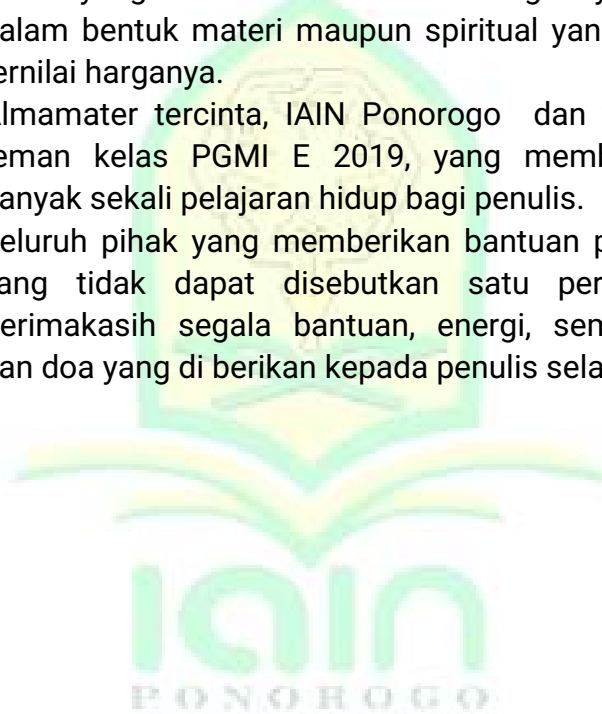 alam bentuk materi maupun spiritual yan
ernilai harganya.
lmamater tercinta, IAIN Ponorogo dan
eman kelas PGMI E 2019, yang memb
anyak sekali pelajaran hidup bagi penulis.
eluruh pihak yang memberikan bantuan p
ang tidak dapat disebutkan satu per
erimakasih segala bantuan, energi, sem
an doa yang di berikan kepada penulis sela
iain
PONOROGO